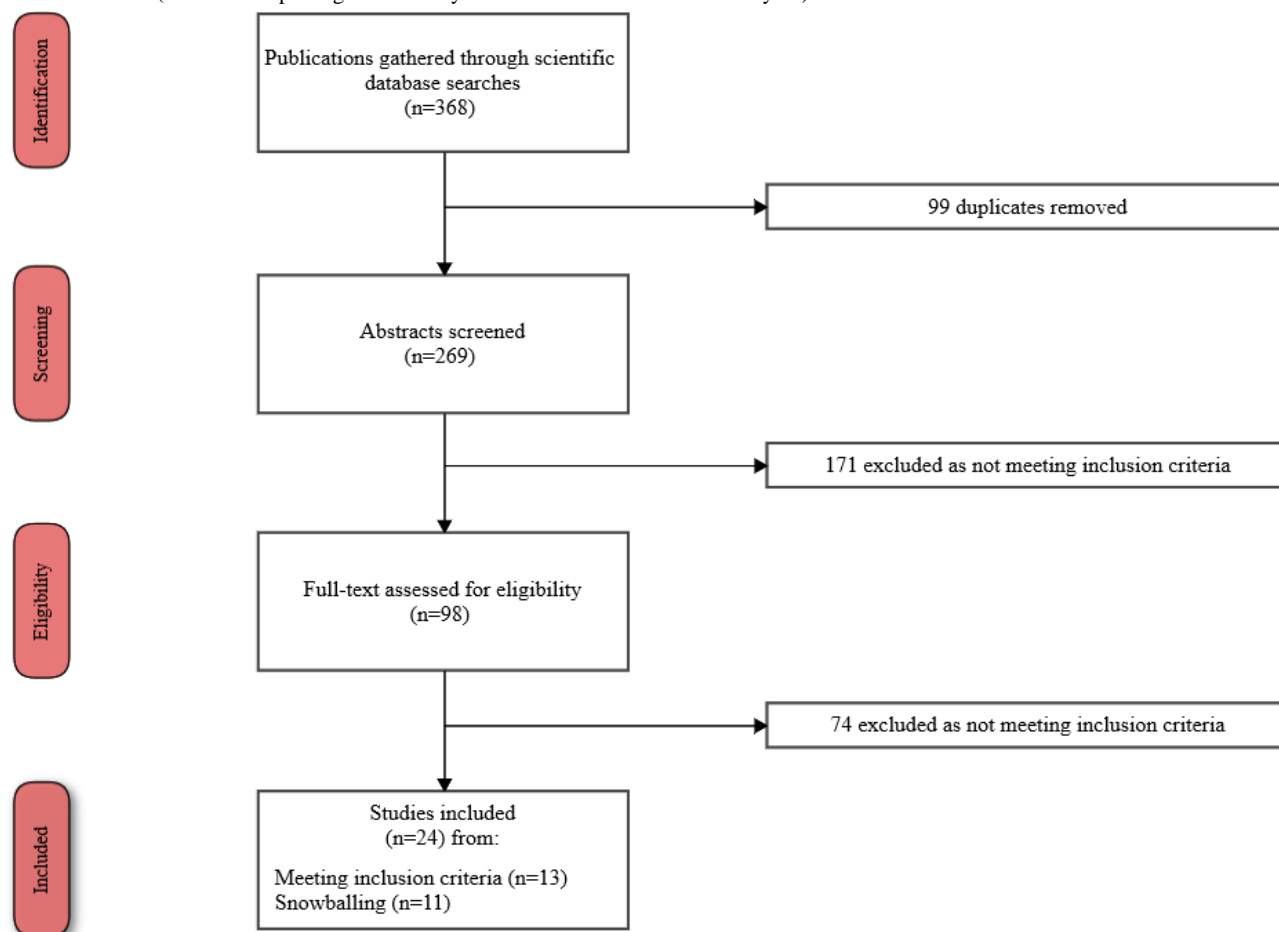 Identification
Publications gathered through scientific
database searches
(n=368)
99 duplicates removed
Screening
Abstracts screened
(n=269)
171 excluded as not meeting inclusion criteria
Eligibility
Full-text assessed for eligibility
(n=98)
74 excluded as not meeting inclusion criteria
Included
Studies included
(n=24) from:
Meeting inclusion criteria (n=13)
Snowballing (n=11)